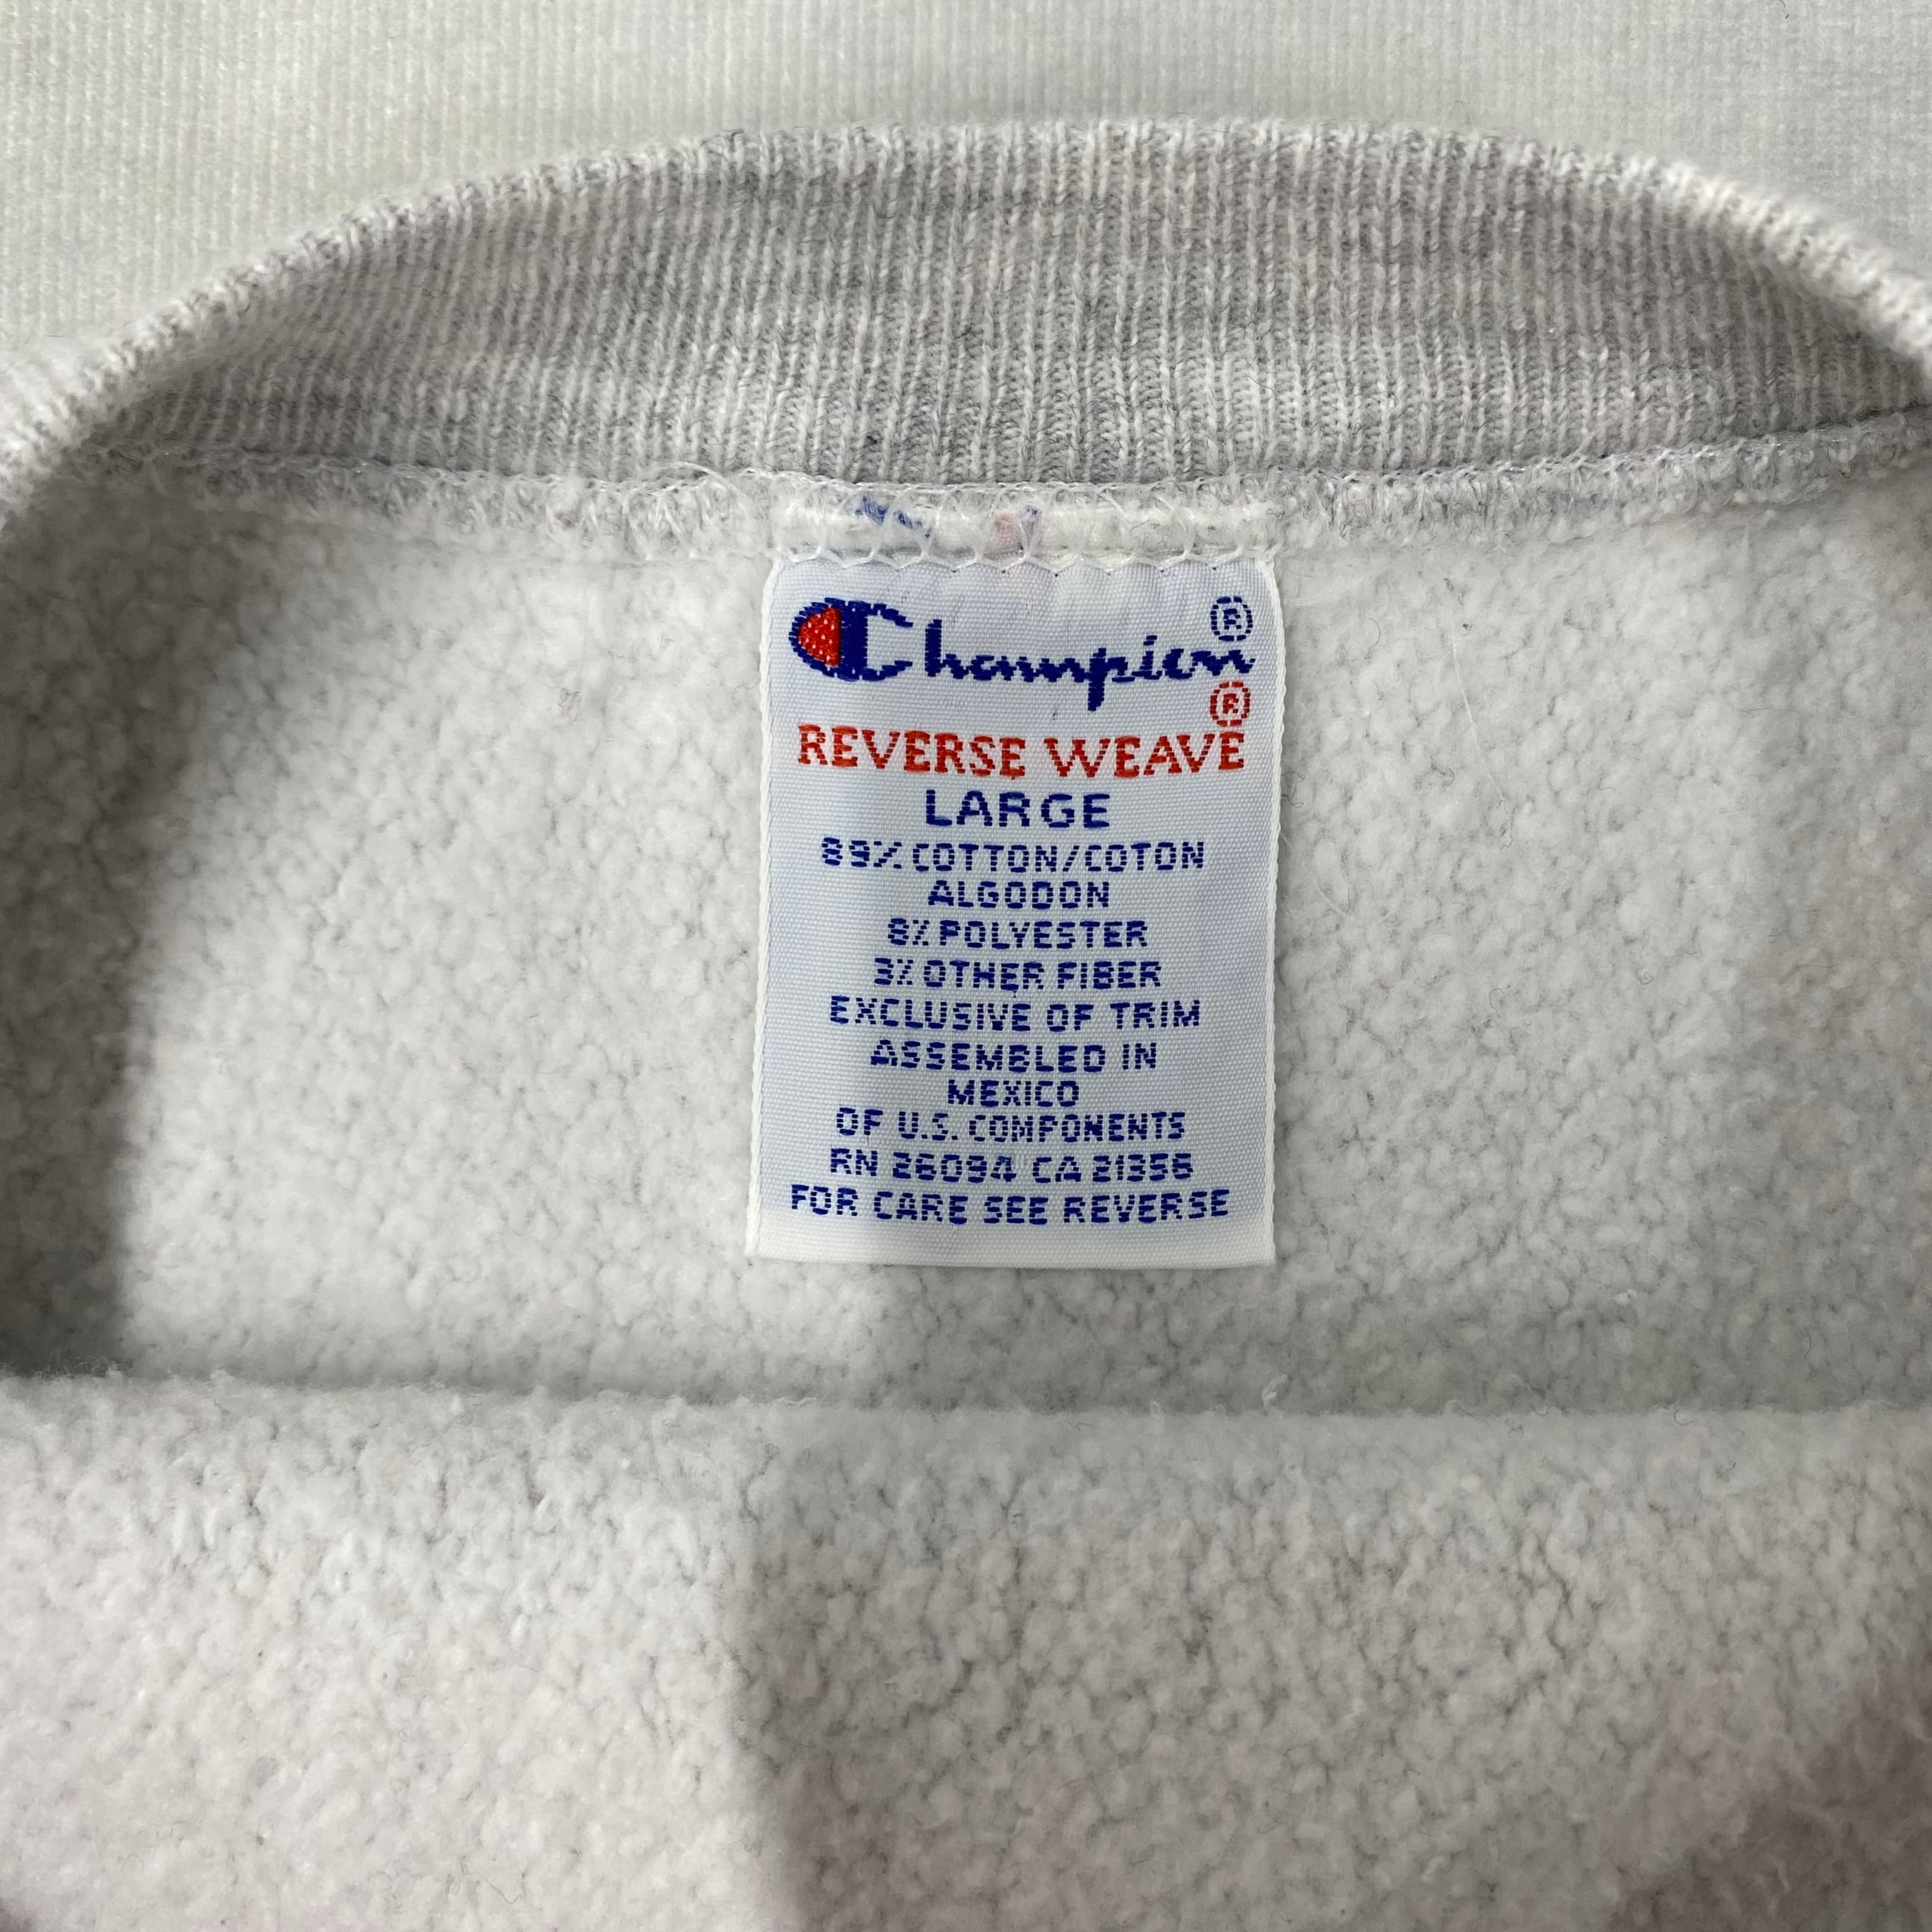 Champion®
®
REVERSE WEAVE
LARGE
89% COTTON/COTON
ALGODON
8% POLYESTER
3% OTHER FIBER
EXCLUSIVE OF TRIM
ASSEMBLED IN
MEXICO
OF U.S. COMPONENTS
RN 26094 CA 21356
FOR CARE SEE REVERSE